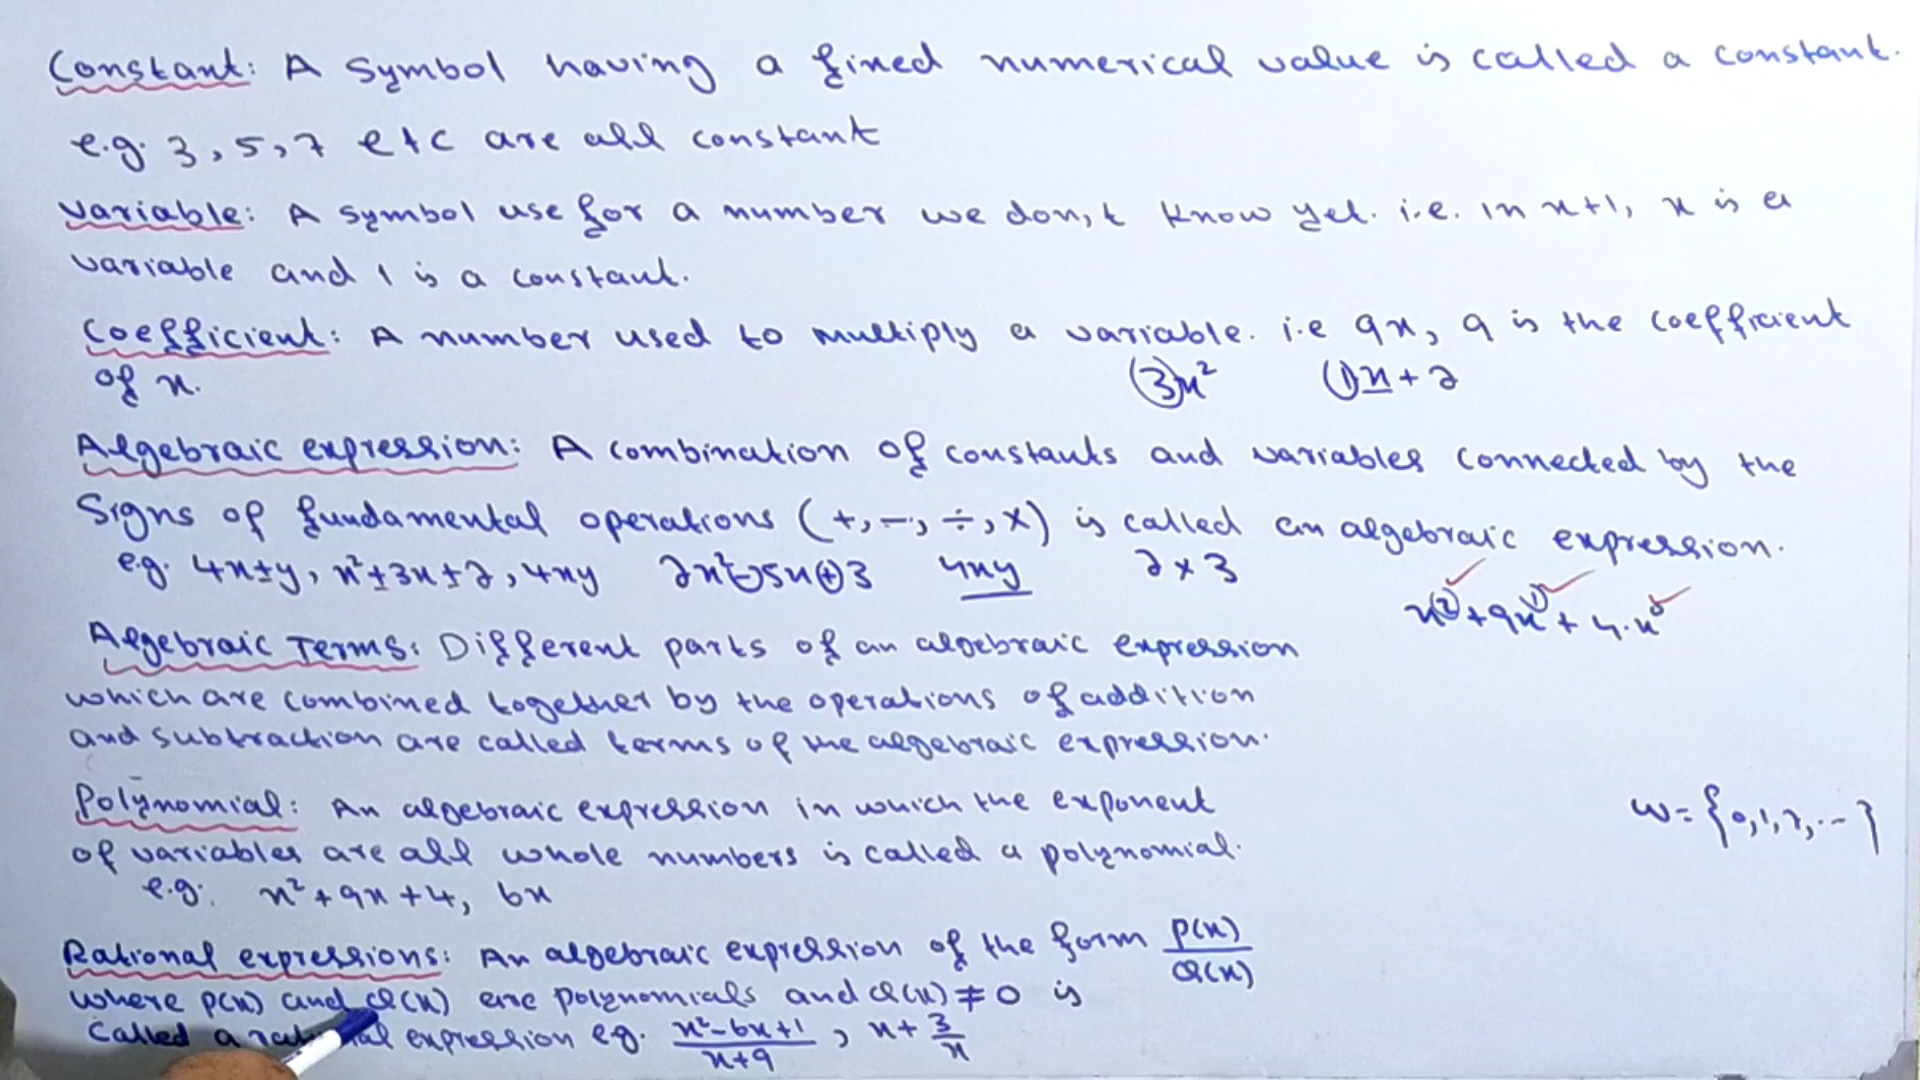 Constant: A Symbol having a fixed numerical value is called a constant.
e.g. 3, 5, 7 etc are all constant
Variable: A symbol use for a number we don,t know yet. i.e. in x+1, x is a
variable and 1 is a constant.
Coefficient: A number used to multiply a variable. i.e 9x, 9 is the coefficient
of x.
3x² 1x+2
Algebraic expression: A combination of constants and variables connected by the
Signs of fundamental operations (+, -, ÷, ×) is called an algebraic expression.
e.g. 4x±y, x²±3x±2, 4xy 2x²-5x+3 4xy 2×3
x²+9x¹+4.x⁰
Algebraic Terms: Different parts of an algebraic expression
which are combined together by the operations of addition
and subtraction are called terms of the algebraic expression.
Polynomial: An algebraic expression in which the exponent
of variables are all whole numbers is called a polynomial.
W={0,1,2,...}
e.g. x²+9x+4, 6x
Rational expressions: An algebraic expression of the form P(x)/Q(x)
where P(x) and Q(x) are polynomials and Q(x)≠0 is
called a expression e.g. x²-6x+1/x+9, x+3/x